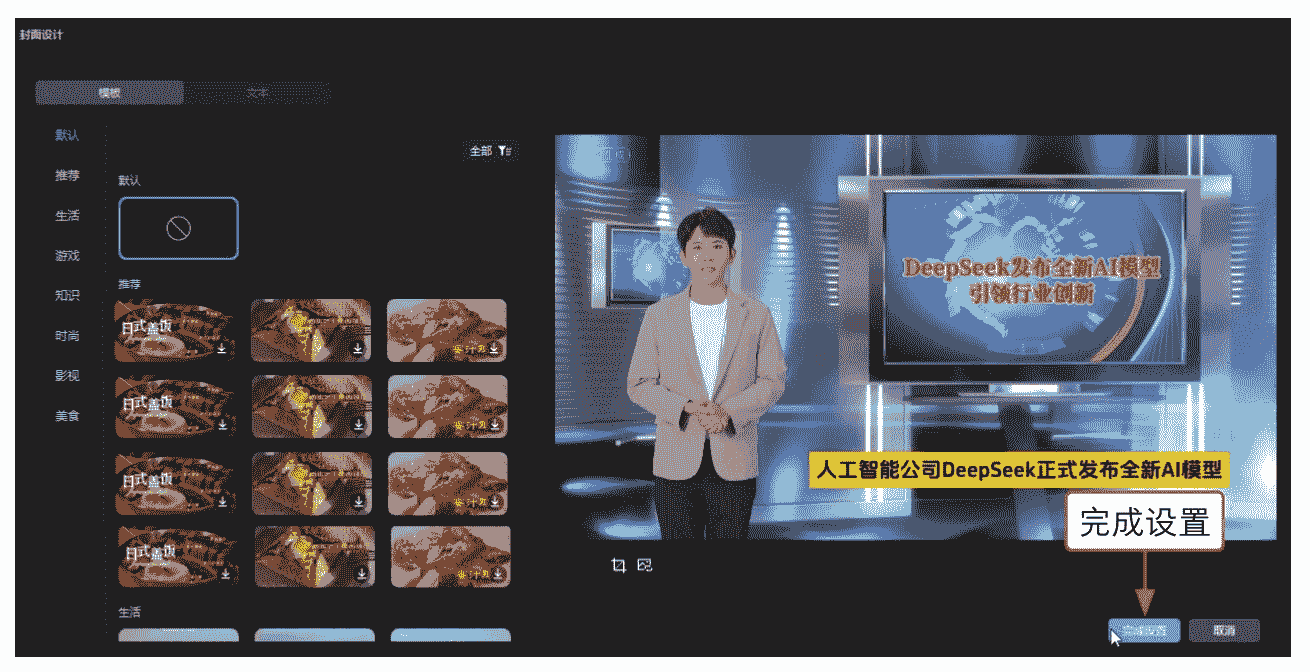 封面设计
模板
文本
默认
推荐
生活
游戏
知识
时尚
影视
美食
全部
默认
推荐
日式盖饭
日式盖饭
日式盖饭
日式盖饭
生活
DeepSeek发布全新AI模型
引领行业创新
人工智能公司DeepSeek正式发布全新AI模型
完成设置
完成设置
取消